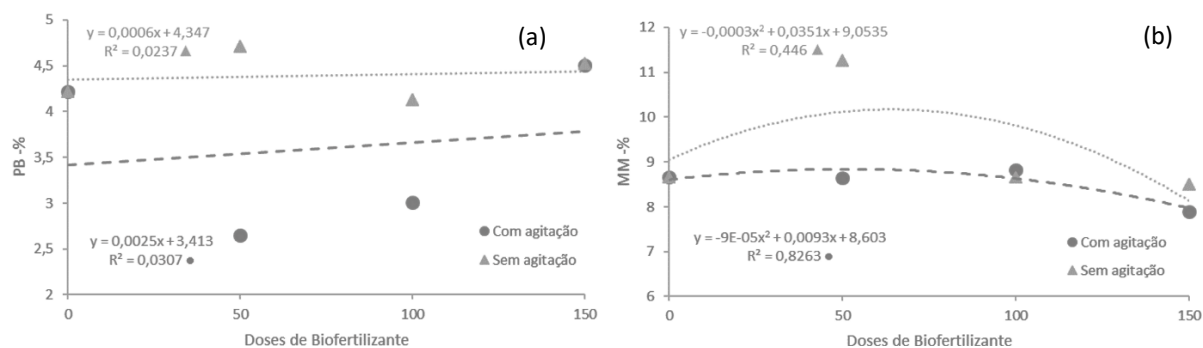 (a)
y = 0,0006x + 4,347
R² = 0,0237
5
4,5
4
3,5
3
2,5
2
PB -%
y = 0,0025x + 3,413
R² = 0,0307
Com agitação
Sem agitação
0 50 100 150
Doses de Biofertilizante
(b)
y = -0,0003x² + 0,0351x + 9,0535
R² = 0,446
12
11
10
9
8
7
6
MM -%
y = -9E-05x² + 0,0093x + 8,603
R² = 0,8263
Com agitação
Sem agitação
0 50 100 150
Doses de Biofertilizante